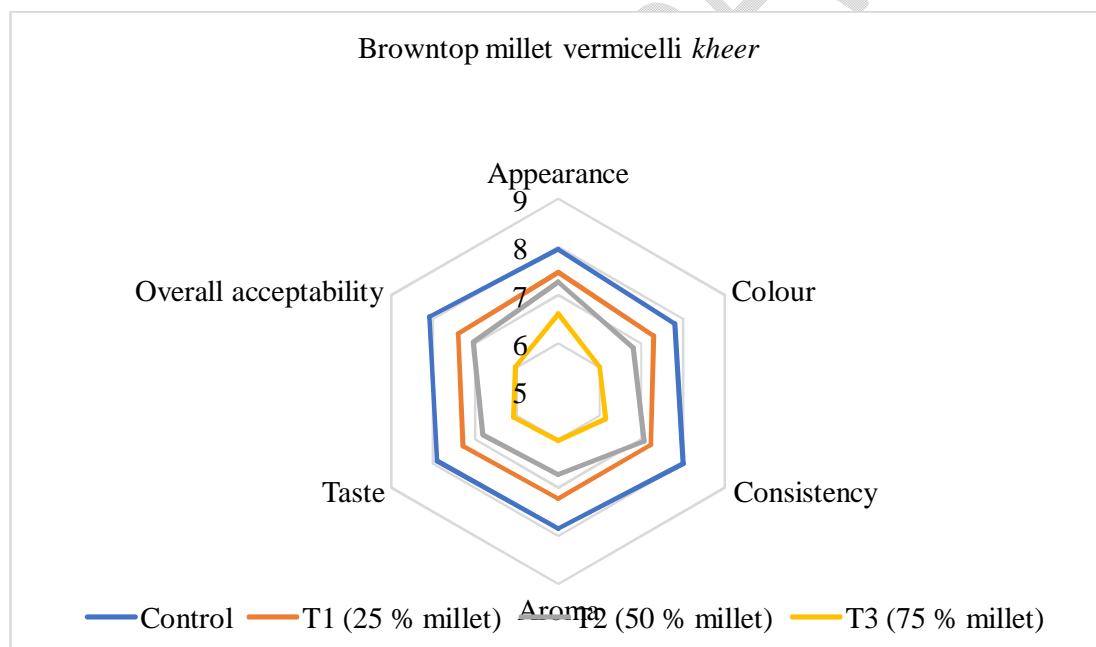 Browntop millet vermicelli kheer
Appearance
9
8
7
6
5
Overall acceptability
Colour
Taste
Consistency
Aroma
Control T1 (25 % millet) T2 (50 % millet) T3 (75 % millet)